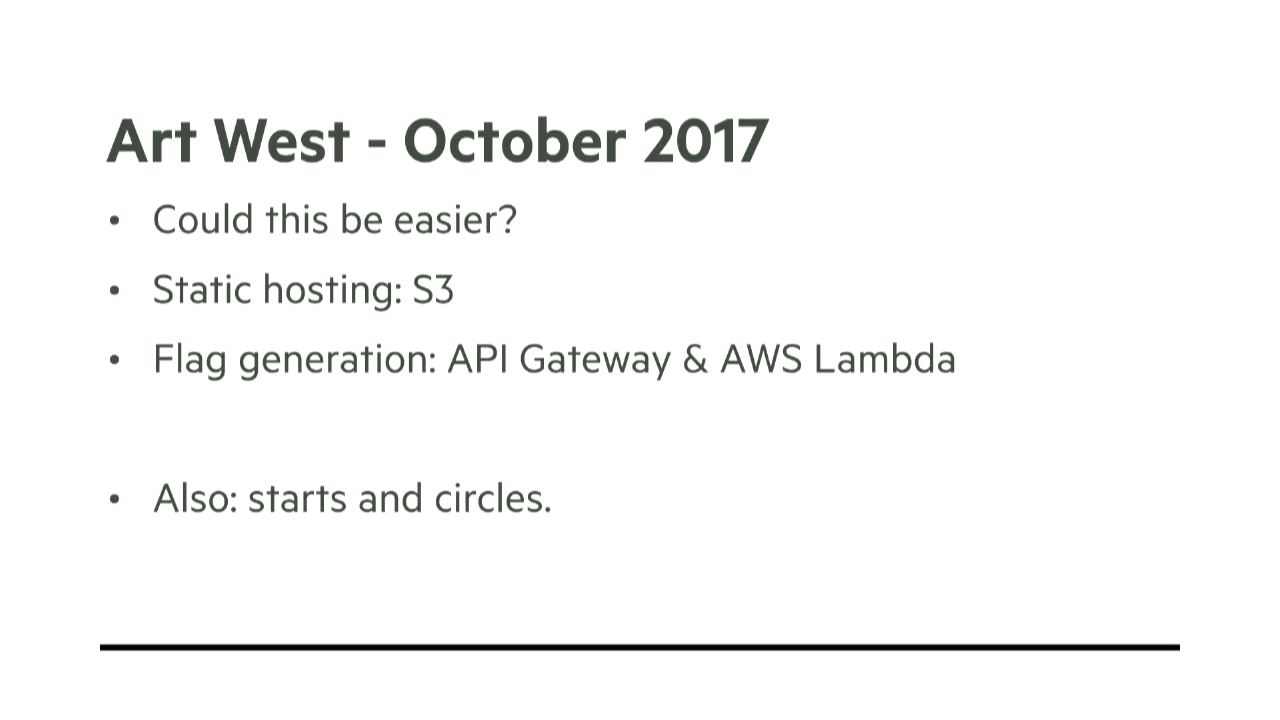 Art West - October 2017
• Could this be easier?
• Static hosting: S3
• Flag generation: API Gateway & AWS Lambda
• Also: starts and circles.